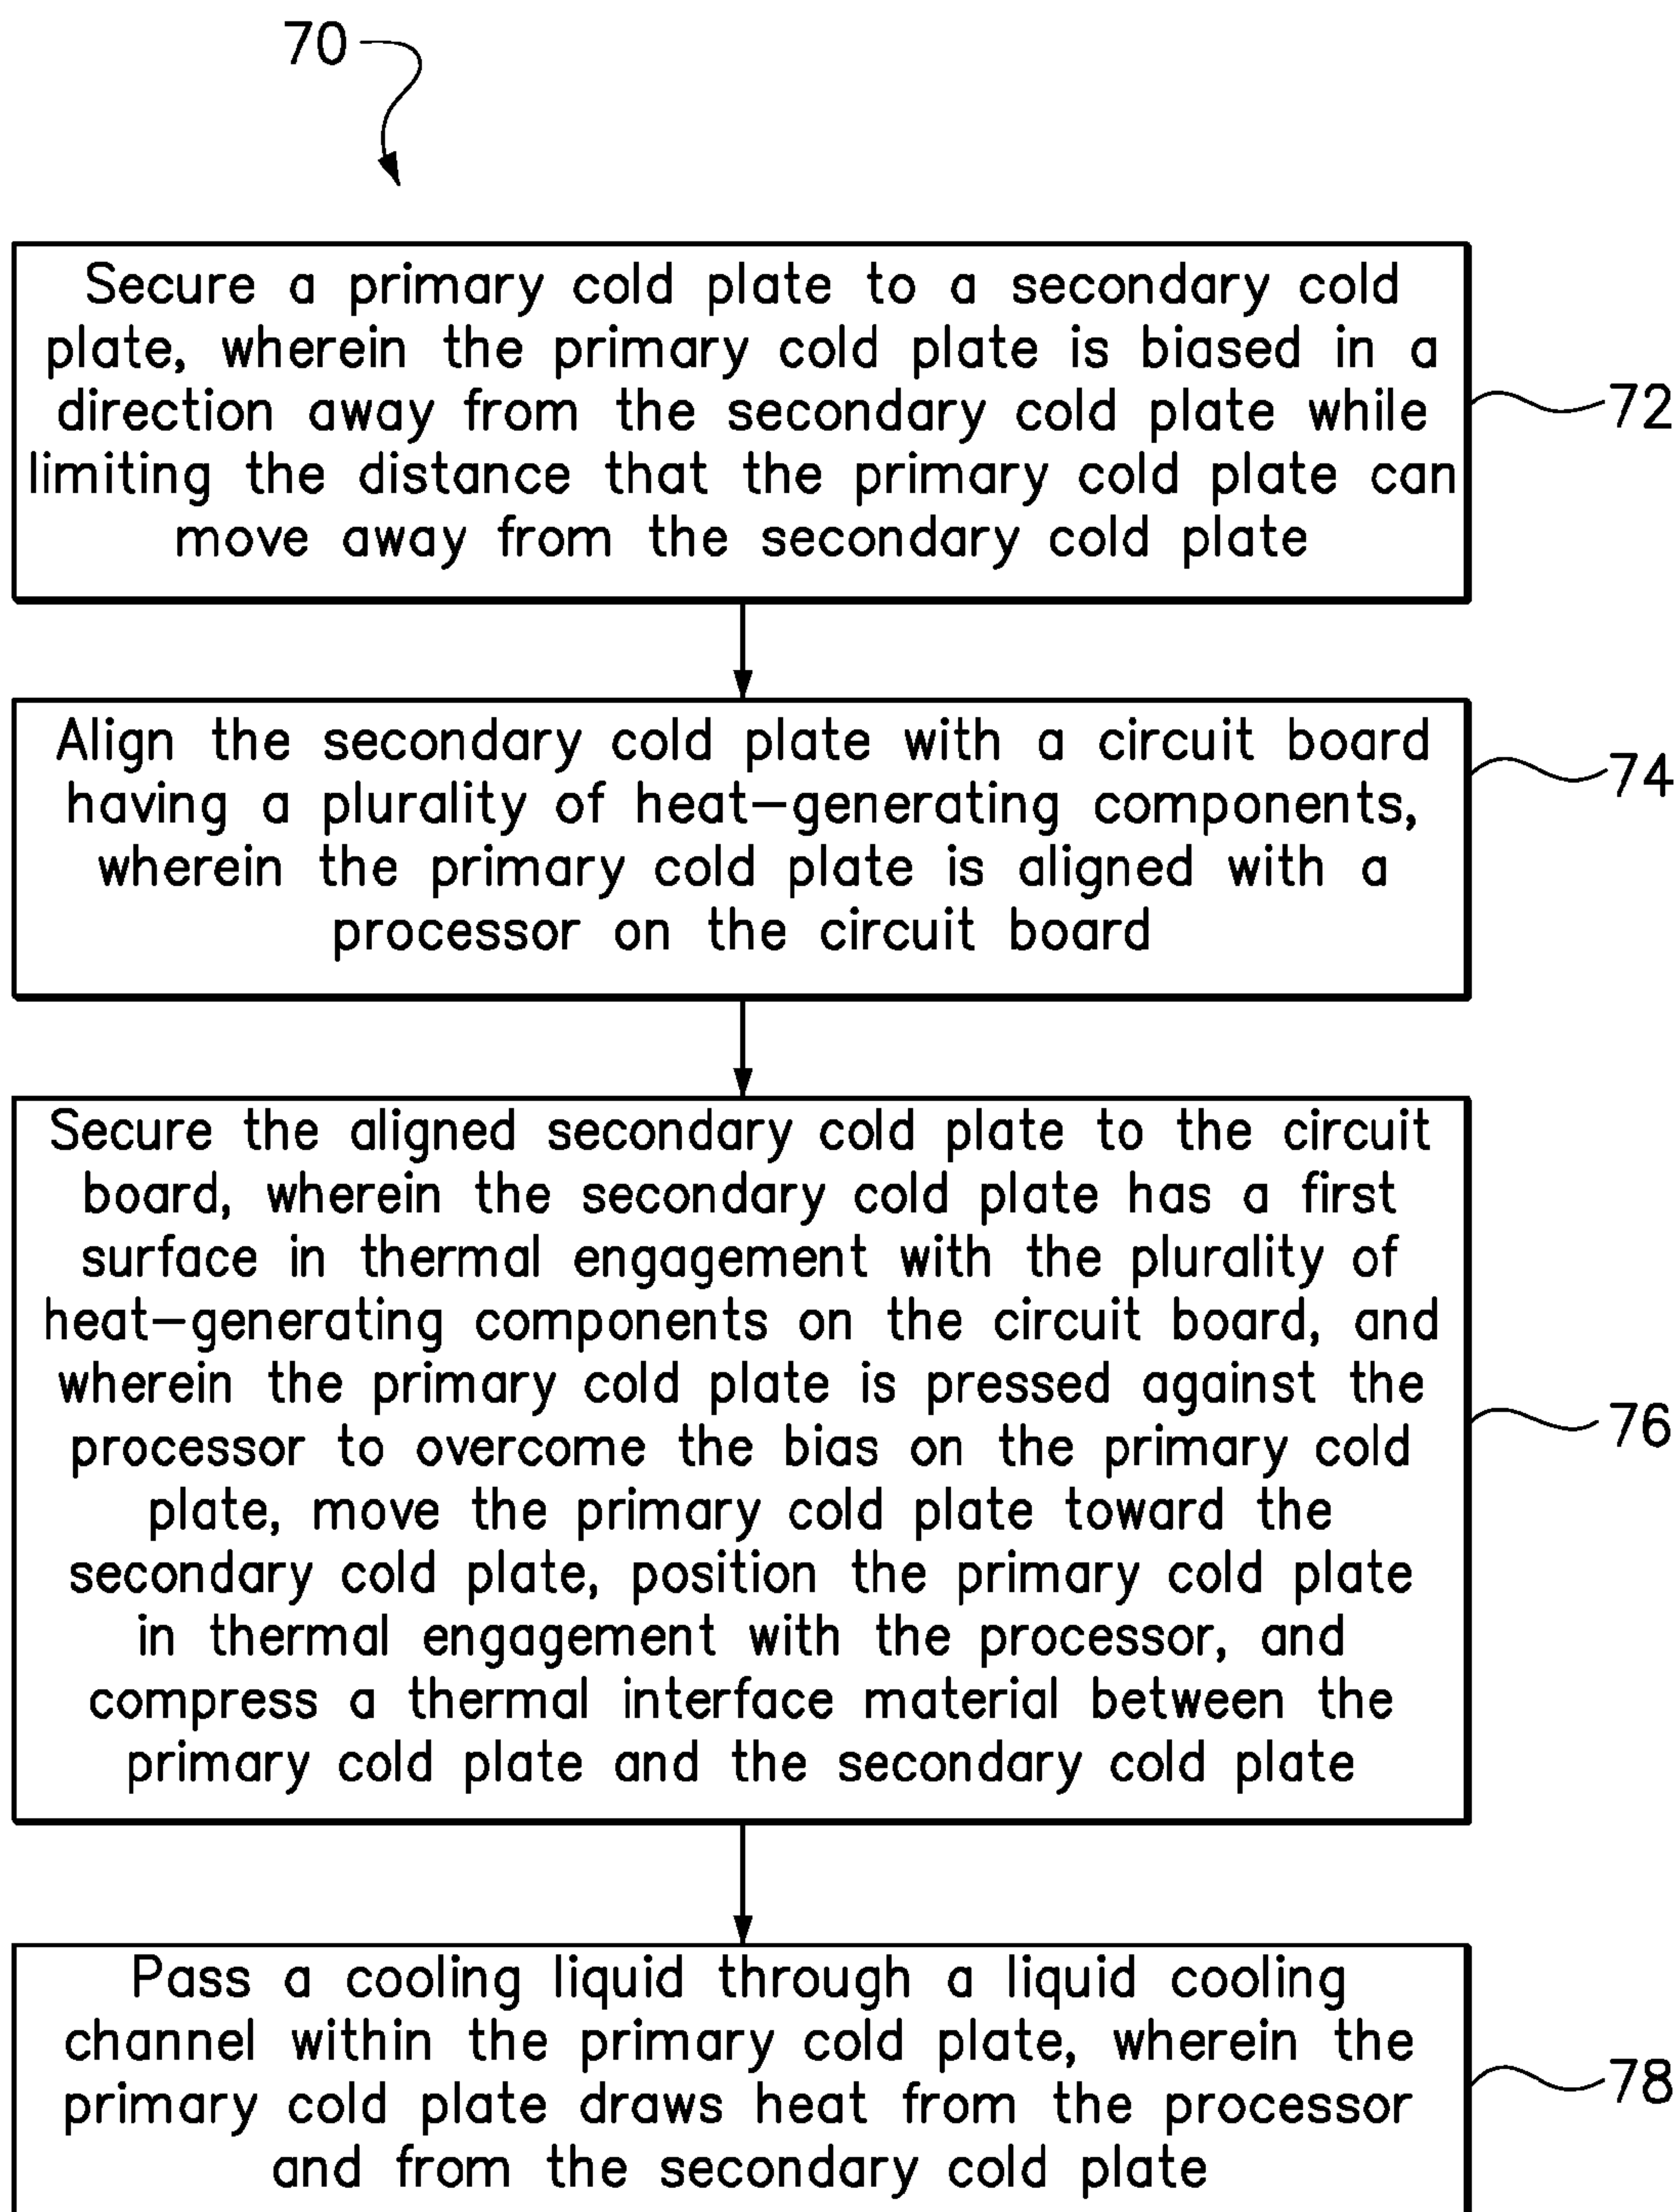 70
Secure a primary cold plate to a secondary cold
plate, wherein the primary cold plate is biased in a
direction away from the secondary cold plate while
limiting the distance that the primary cold plate can
move away from the secondary cold plate
72
Align the secondary cold plate with a circuit board
having a plurality of heat-generating components,
wherein the primary cold plate is aligned with a
processor on the circuit board
74
Secure the aligned secondary cold plate to the circuit
board, wherein the secondary cold plate has a first
surface in thermal engagement with the plurality of
heat-generating components on the circuit board, and
wherein the primary cold plate is pressed against the
processor to overcome the bias on the primary cold
plate, move the primary cold plate toward the
secondary cold plate, position the primary cold plate
in thermal engagement with the processor, and
compress a thermal interface material between the
primary cold plate and the secondary cold plate
76
Pass a cooling liquid through a liquid cooling
channel within the primary cold plate, wherein the
primary cold plate draws heat from the processor
and from the secondary cold plate
78